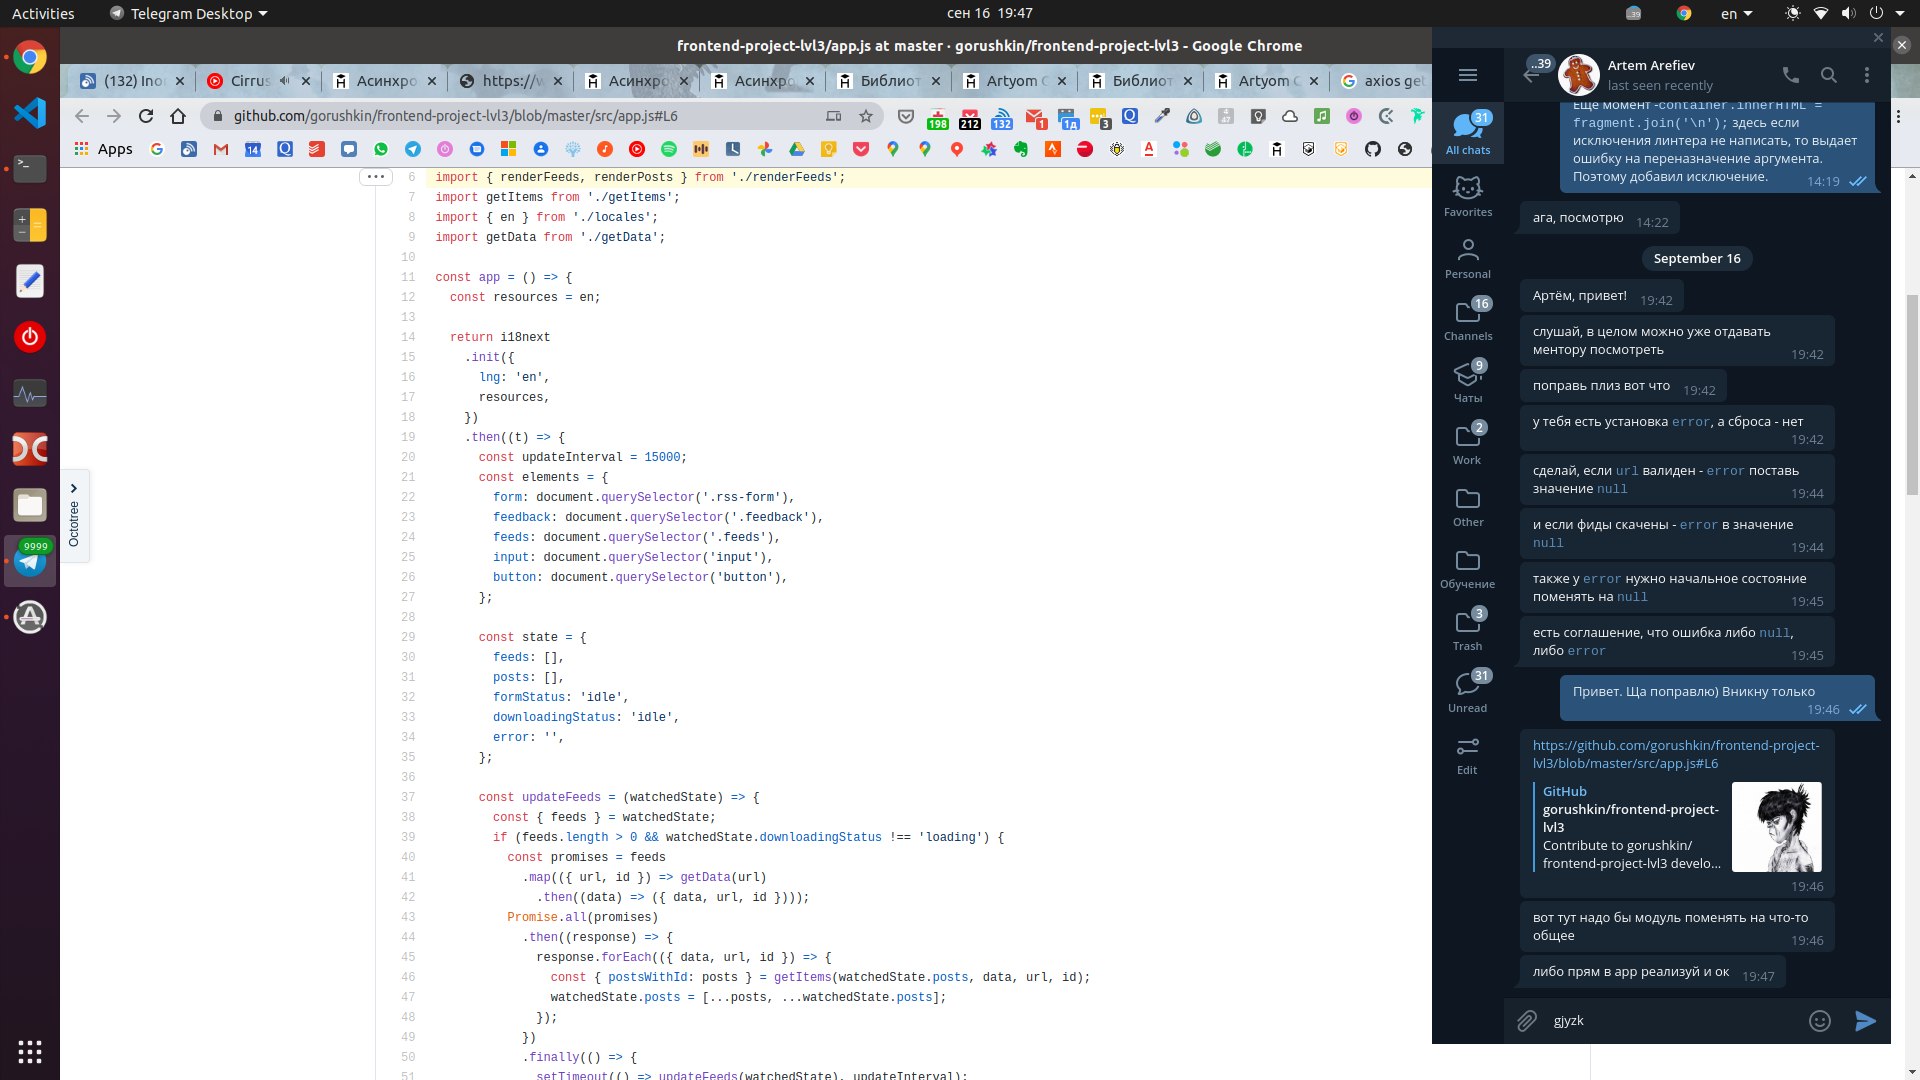 Activities
Telegram Desktop
сен 16 19:47
en
frontend-project-lvl3/app.js at master · gorushkin/frontend-project-lvl3 - Google Chrome
(132) Ino
Cirrus
Асинхро
https://w
Асинхро
Асинхро
Библиот
Artyom G
Библиот
Artyom G
axios get
github.com/gorushkin/frontend-project-lvl3/blob/master/src/app.js#L6
198
212
132
1
1д
3
Apps
6 import { renderFeeds, renderPosts } from './renderFeeds';
7 import getItems from './getItems';
8 import { en } from './locales';
9 import getData from './getData';
10
11 const app = () => {
12 const resources = en;
13
14 return i18next
15 .init({
16 lng: 'en',
17 resources,
18 })
19 .then((t) => {
20 const updateInterval = 15000;
21 const elements = {
22 form: document.querySelector('.rss-form'),
23 feedback: document.querySelector('.feedback'),
24 feeds: document.querySelector('.feeds'),
25 input: document.querySelector('input'),
26 button: document.querySelector('button'),
27 };
28
29 const state = {
30 feeds: [],
31 posts: [],
32 formStatus: 'idle',
33 downloadingStatus: 'idle',
34 error: '',
35 };
36
37 const updateFeeds = (watchedState) => {
38 const { feeds } = watchedState;
39 if (feeds.length > 0 && watchedState.downloadingStatus !== 'loading') {
40 const promises = feeds
41 .map(({ url, id }) => getData(url)
42 .then((data) => ({ data, url, id })));
43 Promise.all(promises)
44 .then((response) => {
45 response.forEach(({ data, url, id }) => {
46 const { postsWithId: posts } = getItems(watchedState.posts, data, url, id);
47 watchedState.posts = [...posts, ...watchedState.posts];
48 });
49 })
50 .finally(() => {
51 setTimeout(() => updateFeeds(watchedState), updateInterval);
Octotree
9999
31
All chats
Favorites
Personal
16
Channels
9
Чаты
2
Work
Other
Обучение
3
Trash
31
Unread
Edit
..39
Artem Arefiev
last seen recently
Еще момент -container.innerHTML =
fragment.join('\n'); здесь если
исключения линтера не написать, то выдает
ошибку на переназначение аргумента.
Поэтому добавил исключение.
14:19
ага, посмотрю 14:22
September 16
Артём, привет! 19:42
слушай, в целом можно уже отдавать
ментору посмотреть
19:42
поправь плиз вот что 19:42
у тебя есть установка error, а сброса - нет
19:42
сделай, если url валиден - error поставь
значение null
19:44
и если фиды скачены - error в значение
null
19:44
также у error нужно начальное состояние
поменять на null
19:45
есть соглашение, что ошибка либо null,
либо error
19:45
Привет. Ща поправлю) Вникну только
19:46
https://github.com/gorushkin/frontend-project-
lvl3/blob/master/src/app.js#L6
GitHub
gorushkin/frontend-project-
lvl3
Contribute to gorushkin/
frontend-project-lvl3 develo...
19:46
вот тут надо бы модуль поменять на что-то
общее
19:46
либо прям в app реализуй и ок 19:47
gjyzk